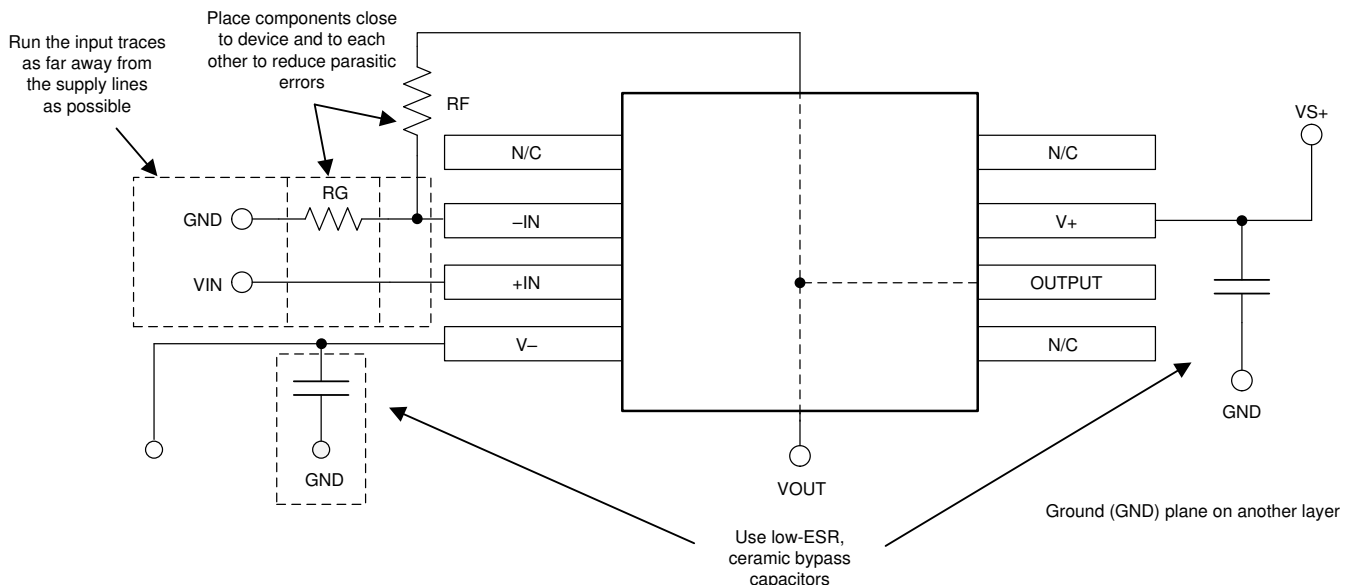 Run the input traces
as far away from
the supply lines
as possible
Place components close
to device and to each
other to reduce parasitic
errors
RF
VS+
N/C
N/C
RG
GND
–IN
V+
VIN
+IN
OUTPUT
V–
N/C
GND
GND
VOUT
Use low-ESR,
ceramic bypass
capacitors
Ground (GND) plane on another layer